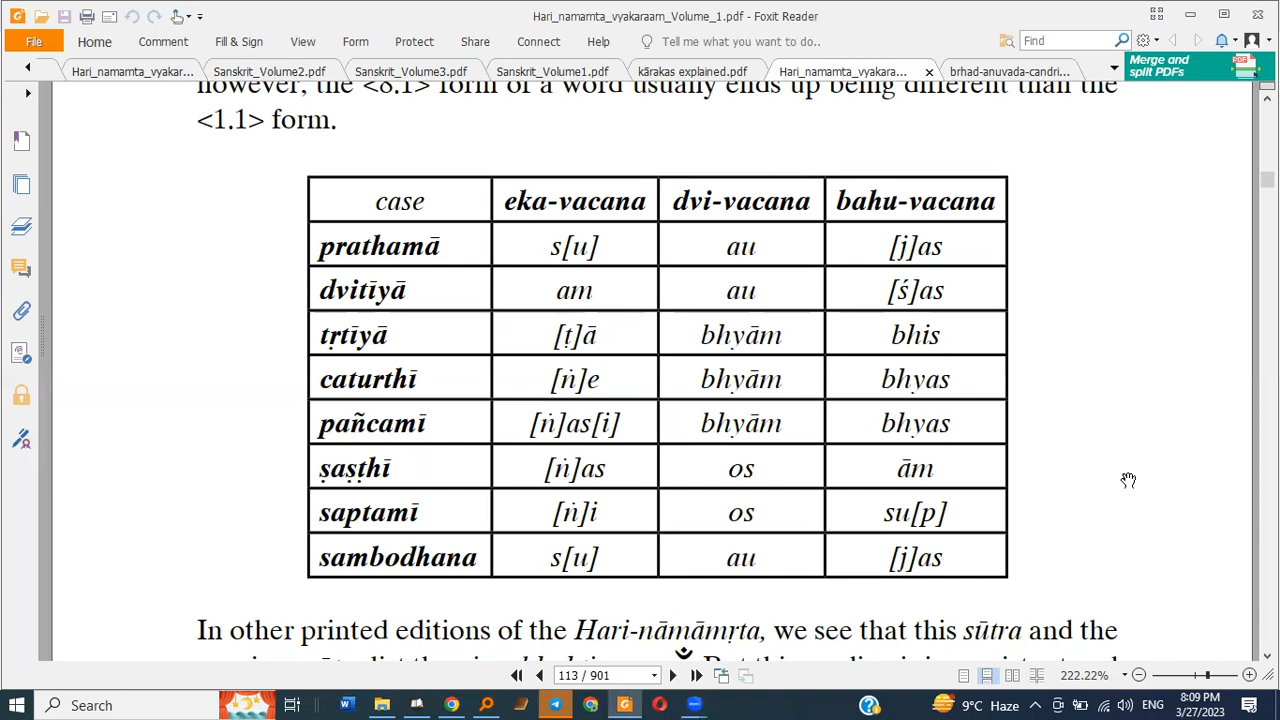 Hari_namamta_vyakaraam_Volume_1.pdf - Foxit Reader
File Home Comment Fill & Sign View Form Protect Share Connect Help Tell me what you want to do.. Find
Hari_namamta_vyakar... Sanskrit_Volume2.pdf Sanskrit_Volume3.pdf Sanskrit_Volume1.pdf kārakas explained.pdf Hari_namamta_vyakara... brhad-anuvada-candri... Merge and
split PDFs
however, the <8.1> form of a word usually ends up being different than the
<1.1> form.
case eka-vacana dvi-vacana bahu-vacana
prathamā s[u] au [j]as
dvitīyā am au [ś]as
tṛtīyā [ṭ]ā bhyām bhis
caturthī [ṅ]e bhyām bhyas
pañcamī [ṅ]as[i] bhyām bhyas
ṣaṣṭhī [ṅ]as os ām
saptamī [ṅ]i os su[p]
sambodhana s[u] au [j]as
In other printed editions of the Hari-nāmāmṛta, we see that this sūtra and the
113 / 901 222.22%
Search 9°C Haze ENG 8:09 PM
3/27/2023